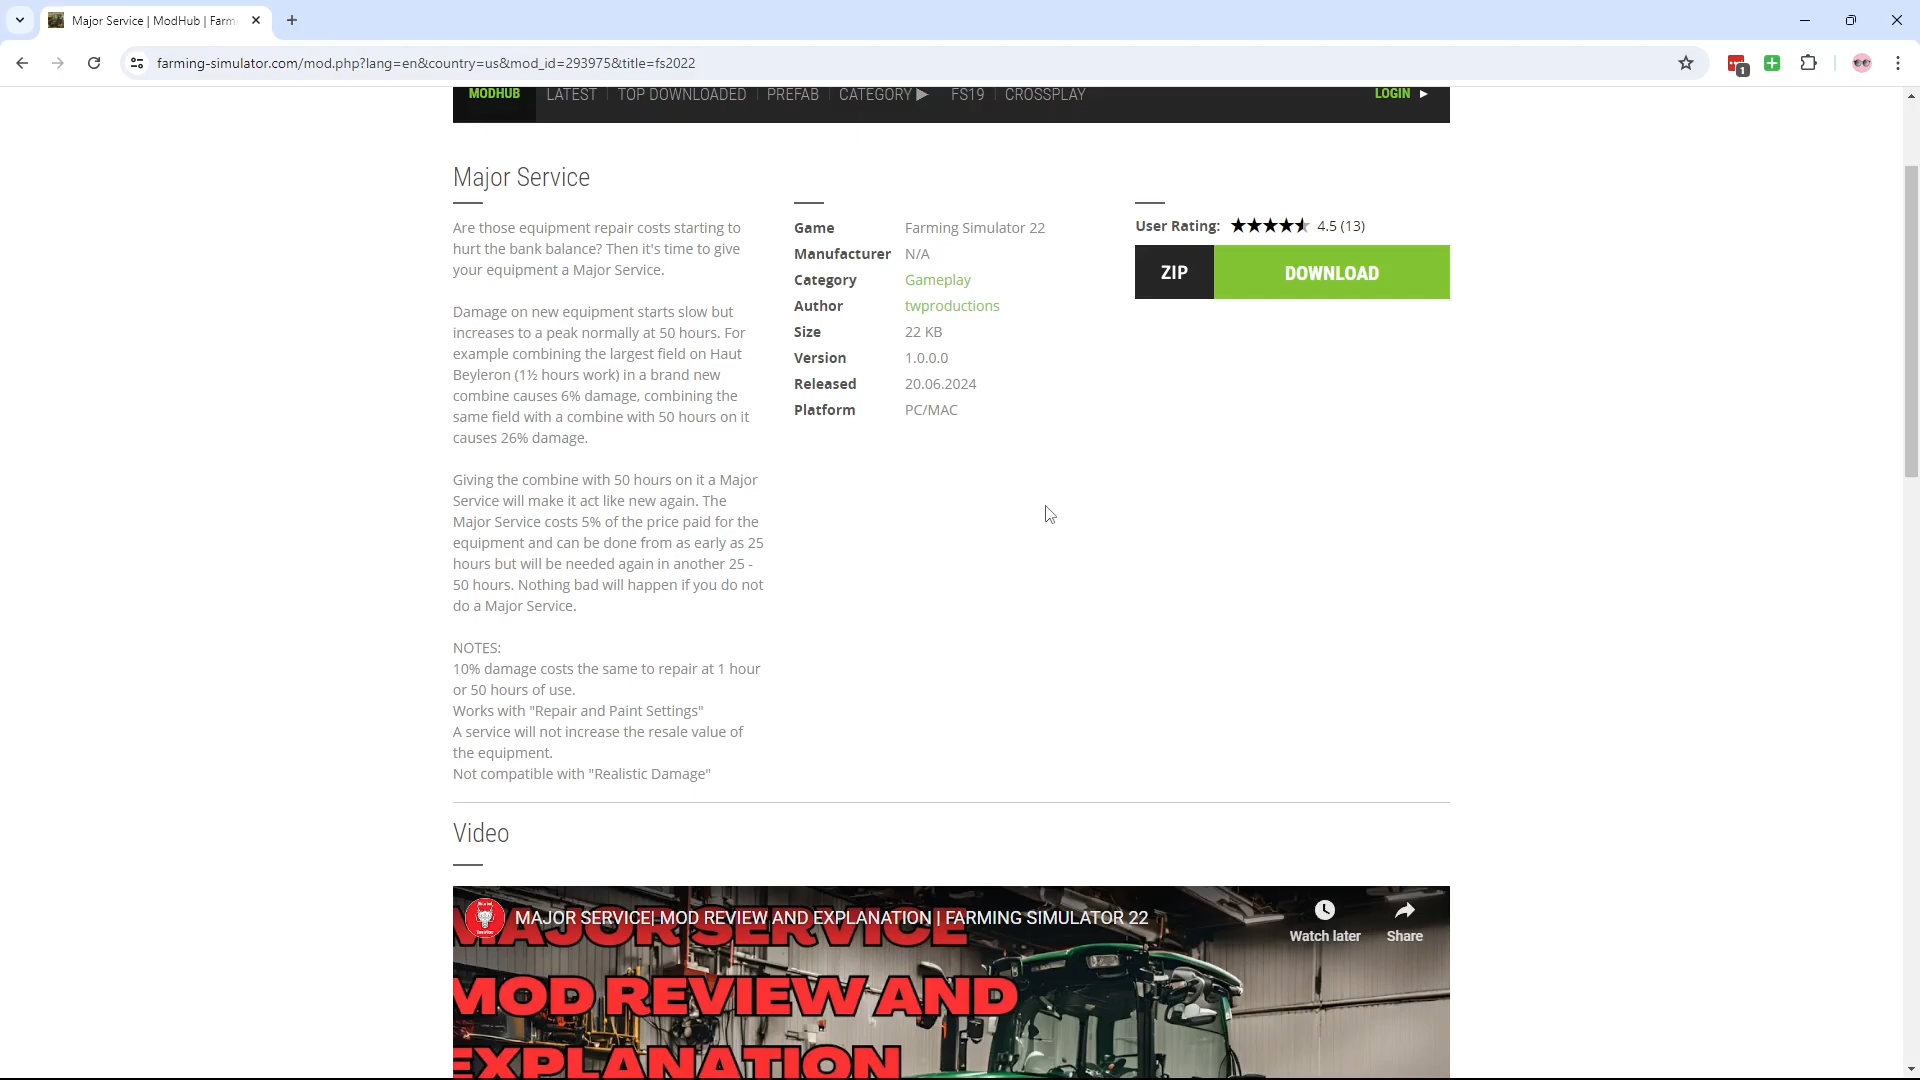 Major Service | ModHub | Farmi
farming-simulator.com/mod.php?lang=en&country=us&mod_id=293975&title=fs2022
1
MODHUB
LATEST
TOP DOWNLOADED
PREFAB
CATEGORY ▶
FS19
CROSSPLAY
LOGIN ▶
Major Service
Are those equipment repair costs starting to
hurt the bank balance? Then it's time to give
your equipment a Major Service.
Damage on new equipment starts slow but
increases to a peak normally at 50 hours. For
example combining the largest field on Haut
Beyleron (1½ hours work) in a brand new
combine causes 6% damage, combining the
same field with a combine with 50 hours on it
causes 26% damage.
Giving the combine with 50 hours on it a Major
Service will make it act like new again. The
Major Service costs 5% of the price paid for the
equipment and can be done from as early as 25
hours but will be needed again in another 25 -
50 hours. Nothing bad will happen if you do not
do a Major Service.
NOTES:
10% damage costs the same to repair at 1 hour
or 50 hours of use.
Works with "Repair and Paint Settings"
A service will not increase the resale value of
the equipment.
Not compatible with "Realistic Damage"
Game Farming Simulator 22
Manufacturer N/A
Category Gameplay
Author twproductions
Size 22 KB
Version 1.0.0.0
Released 20.06.2024
Platform PC/MAC
User Rating: 4.5 (13)
ZIP DOWNLOAD
Video
MAJOR SERVICE| MOD REVIEW AND EXPLANATION | FARMING SIMULATOR 22
Watch later
Share
MAJOR SERVICE
MOD REVIEW AND
EXPLANATION